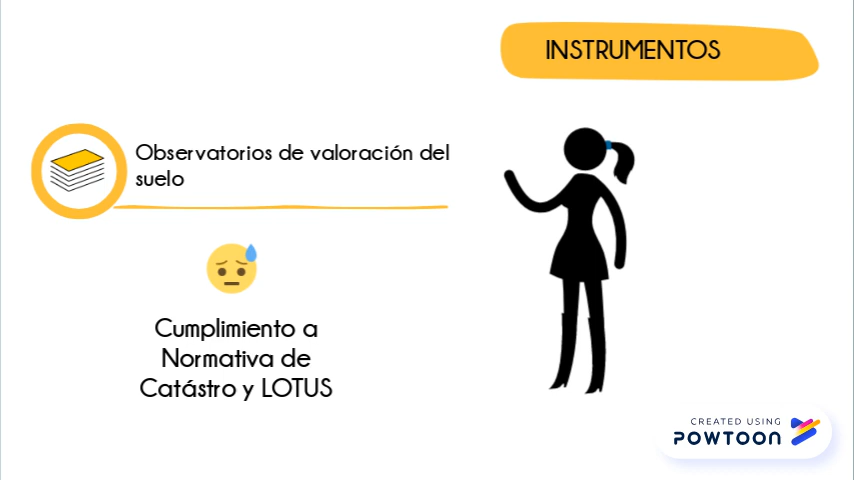 INSTRUMENTOS
Observatorios de valoración del
suelo
Cumplimiento a
Normativa de
Catástro y LOTUS
CREATED USING
POWTOON